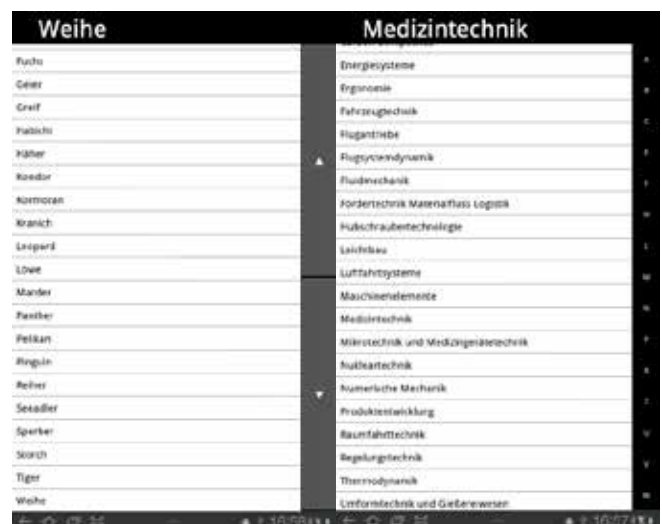 Weihe
Fuchs
Geier
Greif
Habicht
Häher
Kondor
Kormoran
Kranich
Leopard
Löwe
Marder
Panther
Pelikan
Pinguin
Reiher
Seeadler
Sperber
Storch
Tiger
Weihe
Medizintechnik
Energiesysteme
Ergonomie
Fahrzeugtechnik
Flugantriebe
Flugsystemdynamik
Fluidmechanik
Fördertechnik Materialfluss Logistik
Hubschraubertechnologie
Leichtbau
Luftfahrtsysteme
Maschinenelemente
Medizintechnik
Mikrotechnik und Medizingerätetechnik
Nukleartechnik
Numerische Mechanik
Produktentwicklung
Raumfahrttechnik
Regelungstechnik
Thermodynamik
Umformtechnik und Gießereiwesen